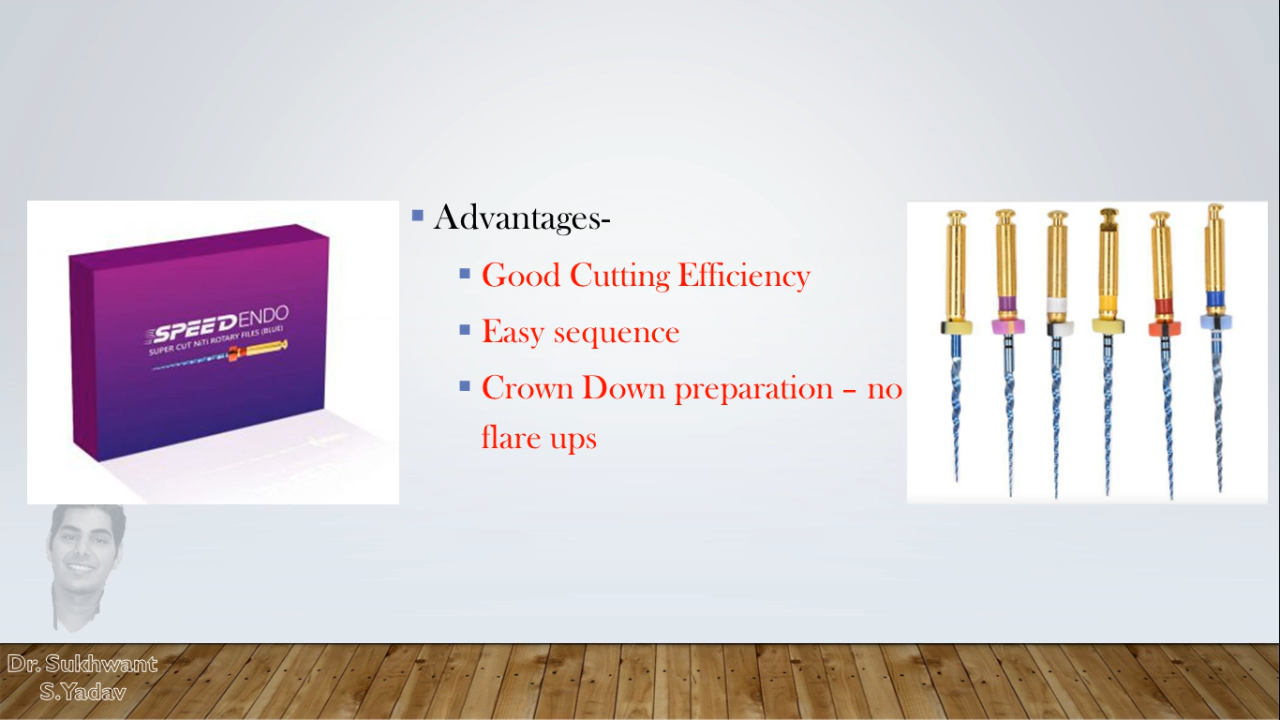 Advantages-
Good Cutting Efficiency
Easy sequence
Crown Down preparation – no
flare ups
SPEEDENDO
SUPER CUT NiTi ROTARY FILES (BLUE)
Dr. Sukhwant
S.Yadav